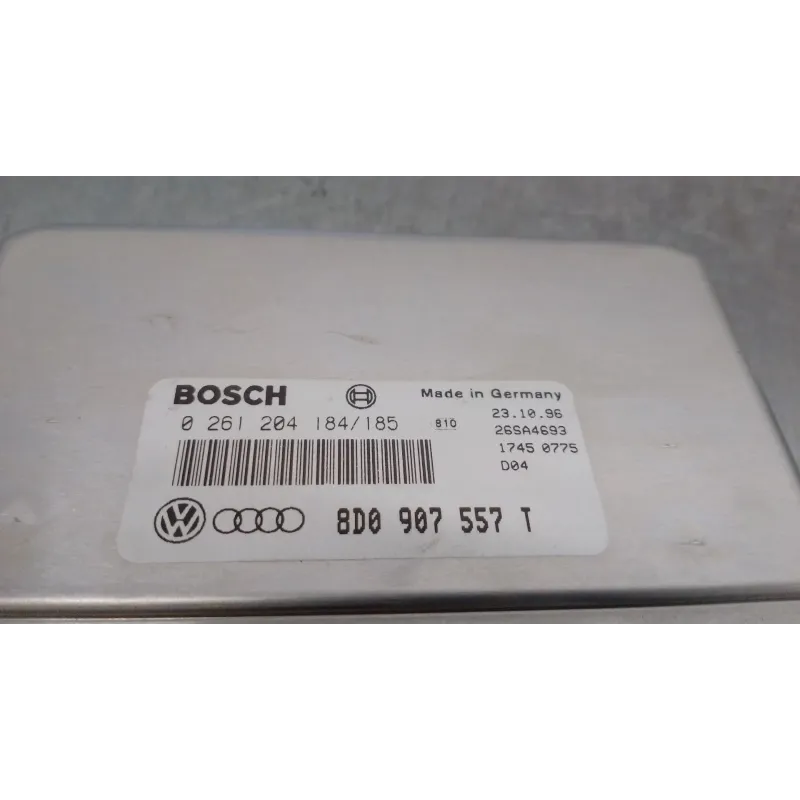 BOSCH
Made in Germany
0 261 204 184/185
810
23.10.96
26SA4693
1745 0775
D04
8D0 907 557 T